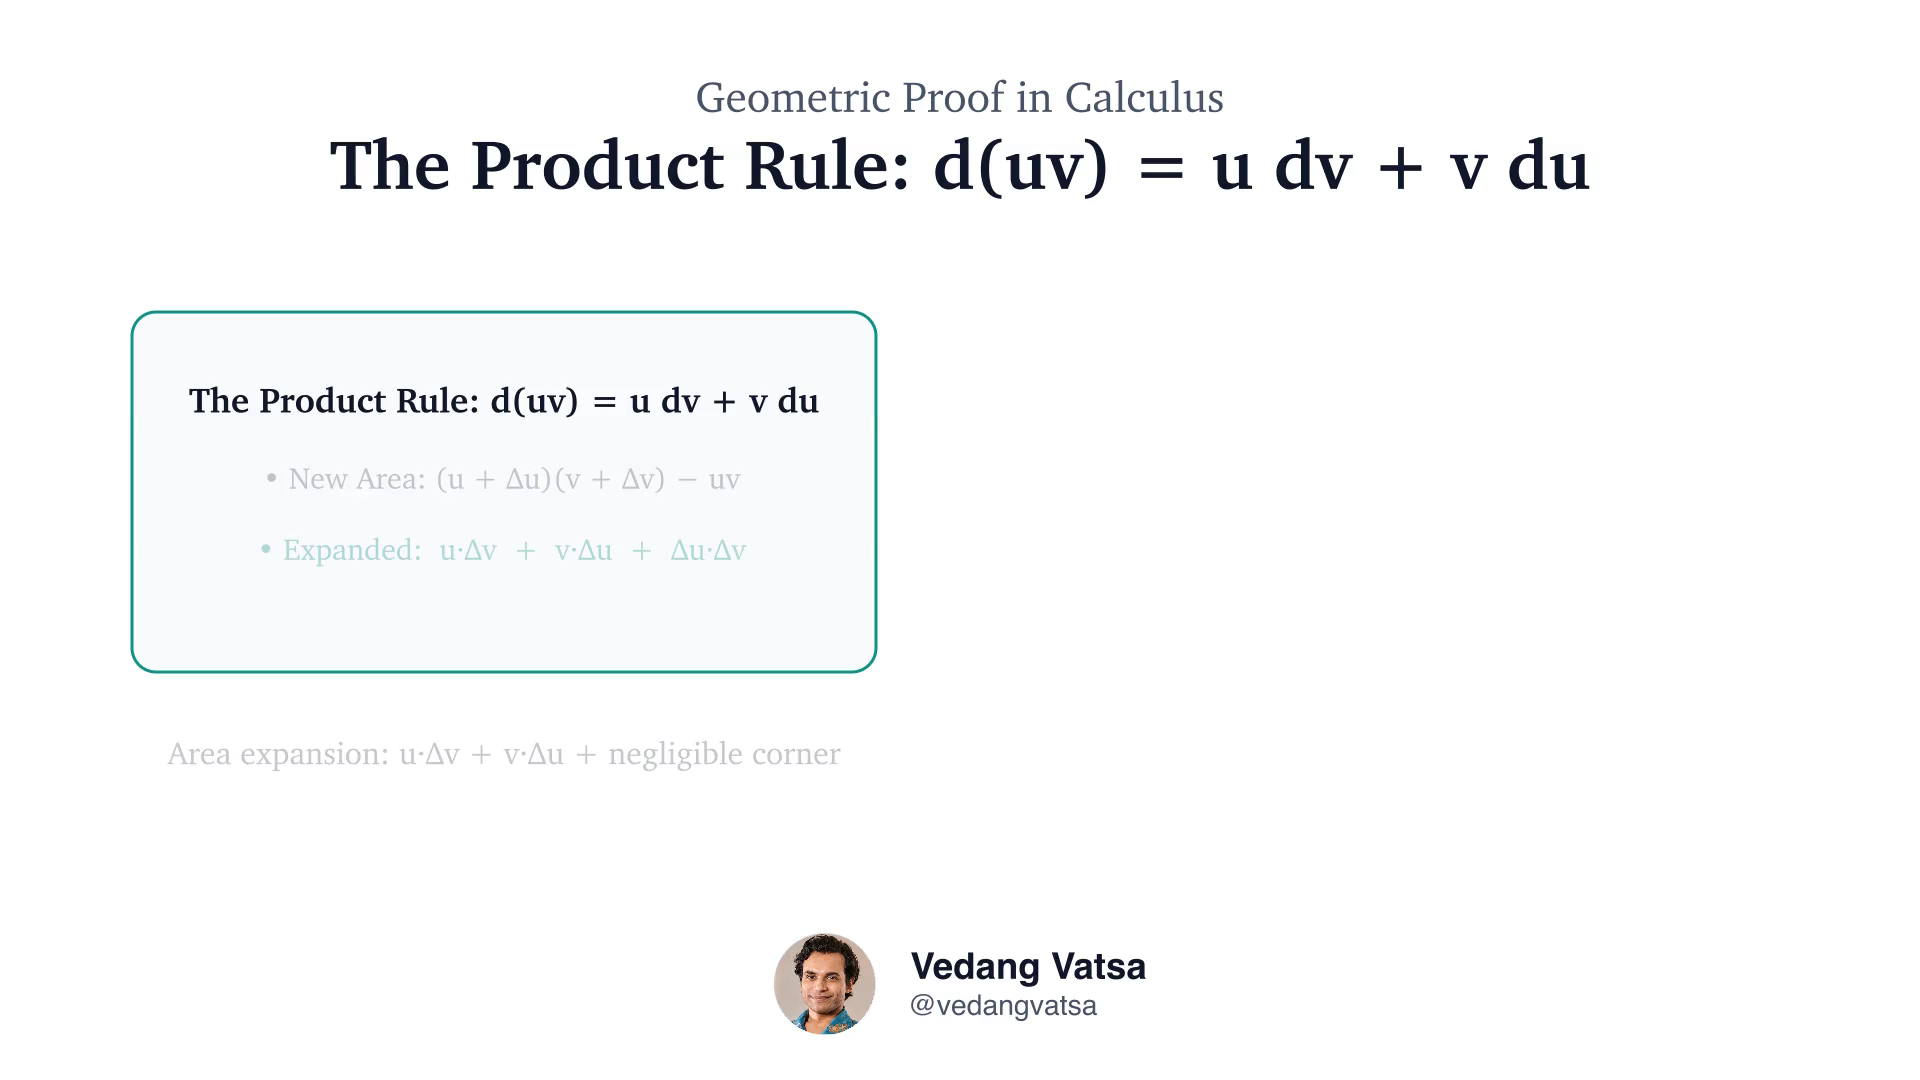 Geometric Proof in Calculus
The Product Rule: d(uv) = u dv + v du
The Product Rule: d(uv) = u dv + v du
• New Area: (u + Δu)(v + Δv) − uv
• Expanded: u·Δv + v·Δu + Δu·Δv
Area expansion: u·Δv + v·Δu + negligible corner
Vedang Vatsa
@vedangvatsa